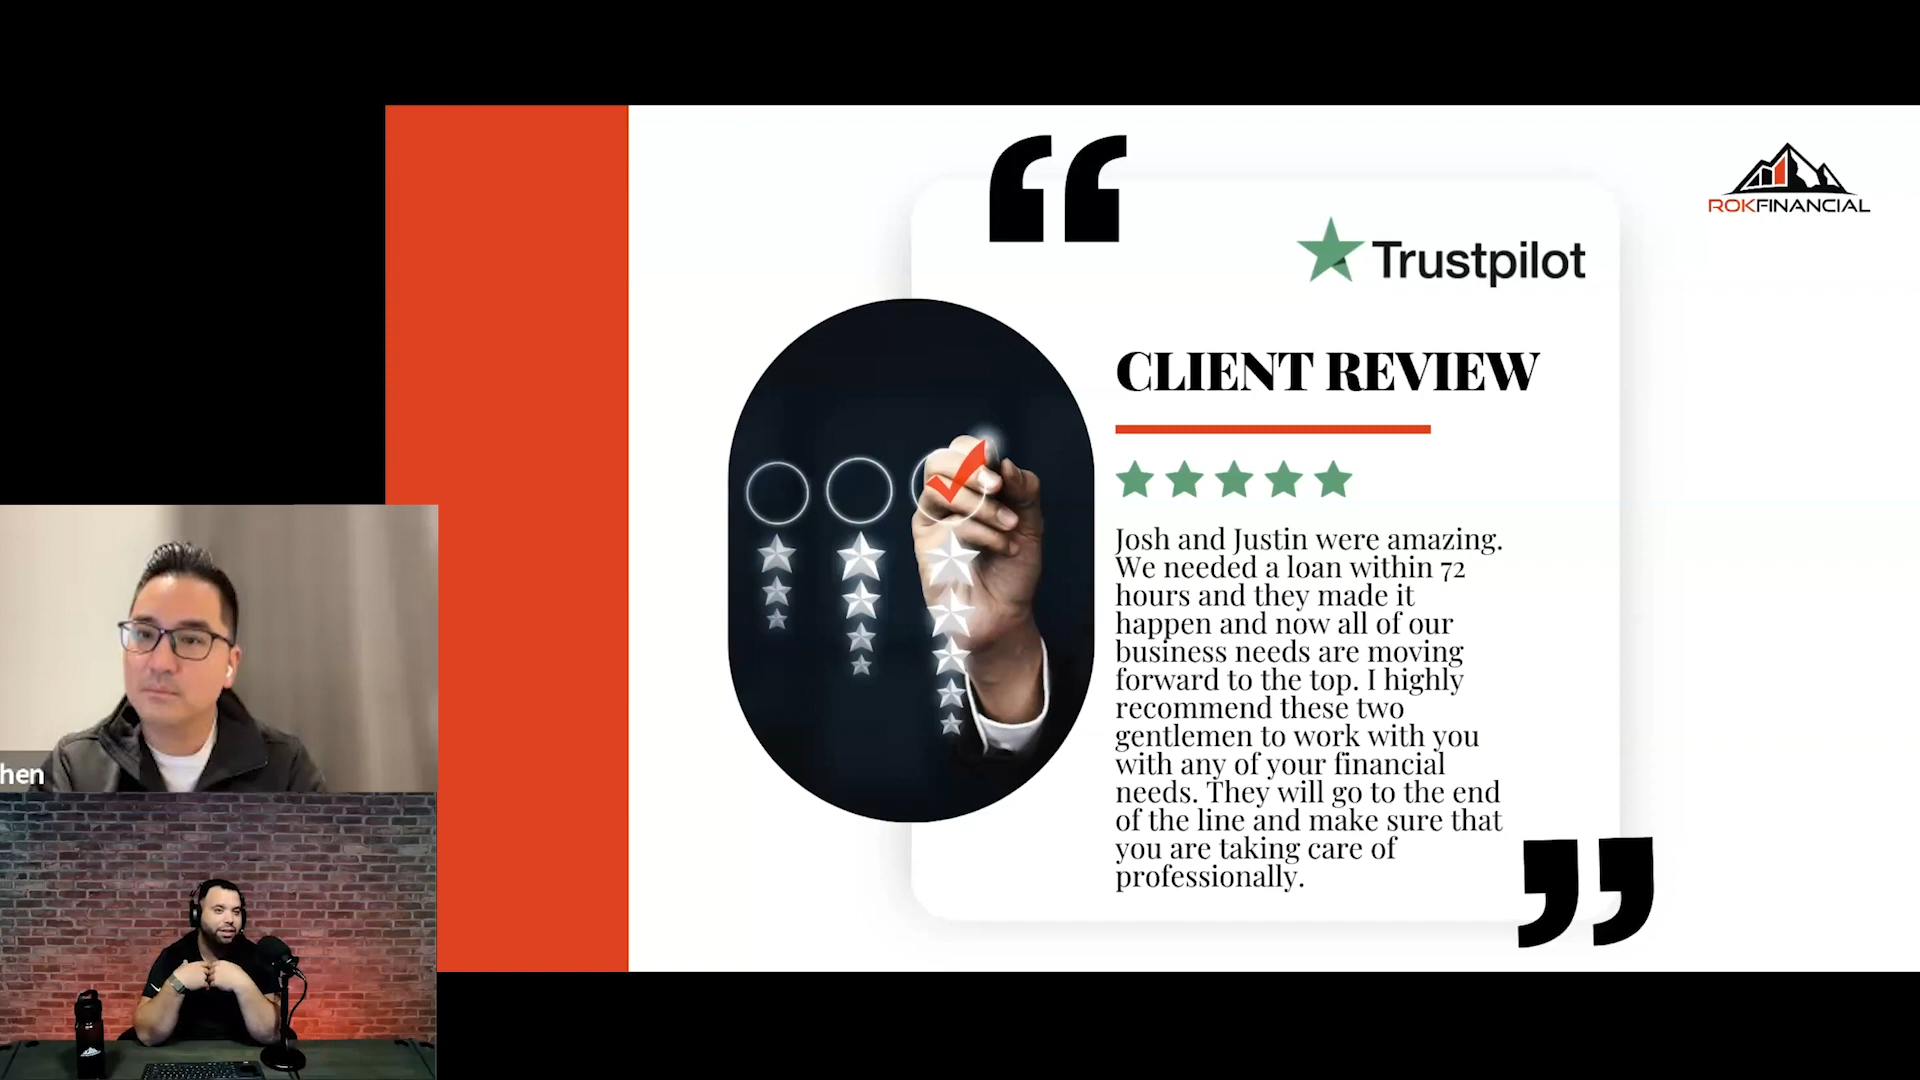 ROKFINANCIAL
Trustpilot
CLIENT REVIEW
Josh and Justin were amazing.
We needed a loan within 72
hours and they made it
happen and now all of our
business needs are moving
forward to the top. I highly
recommend these two
gentlemen to work with you
with any of your financial
needs. They will go to the end
of the line and make sure that
you are taking care of
professionally.
hen